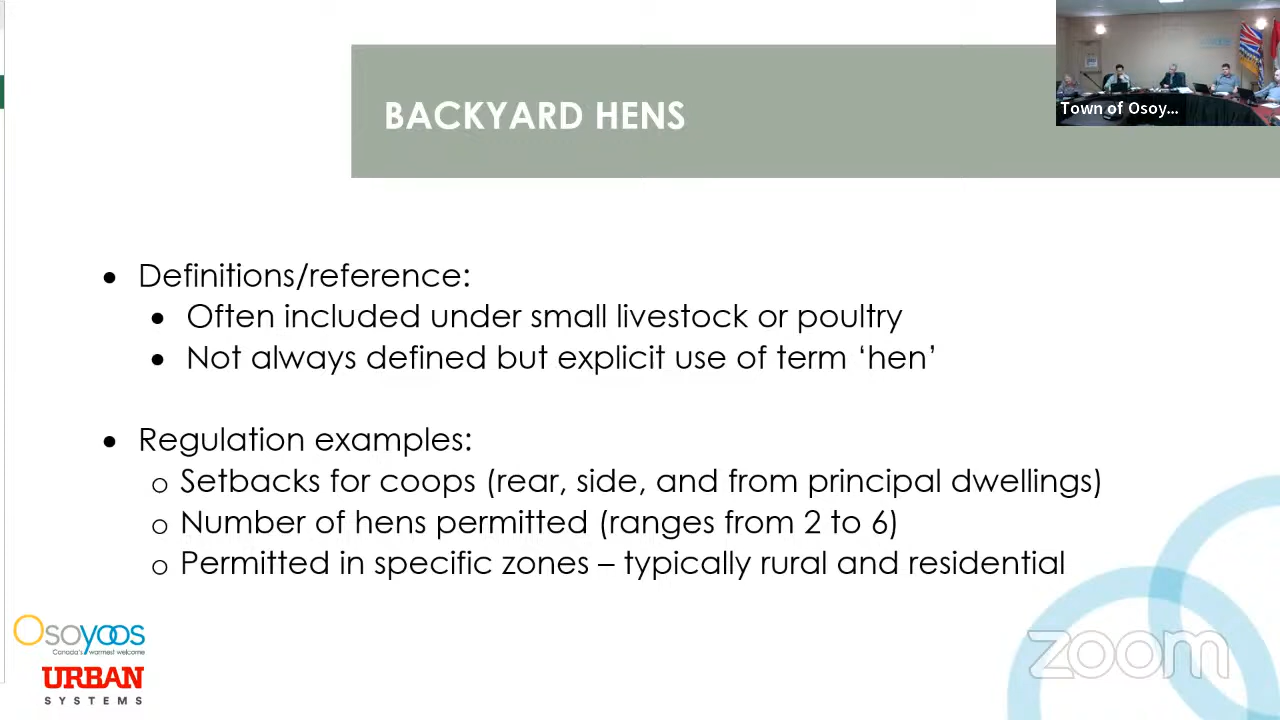 BACKYARD HENS
Town of Osoy...
• Definitions/reference:
• Often included under small livestock or poultry
• Not always defined but explicit use of term ‘hen’
• Regulation examples:
o Setbacks for coops (rear, side, and from principal dwellings)
o Number of hens permitted (ranges from 2 to 6)
o Permitted in specific zones – typically rural and residential
Osoyoos
Canada's warmest welcome
URBAN
SYSTEMS
zoom